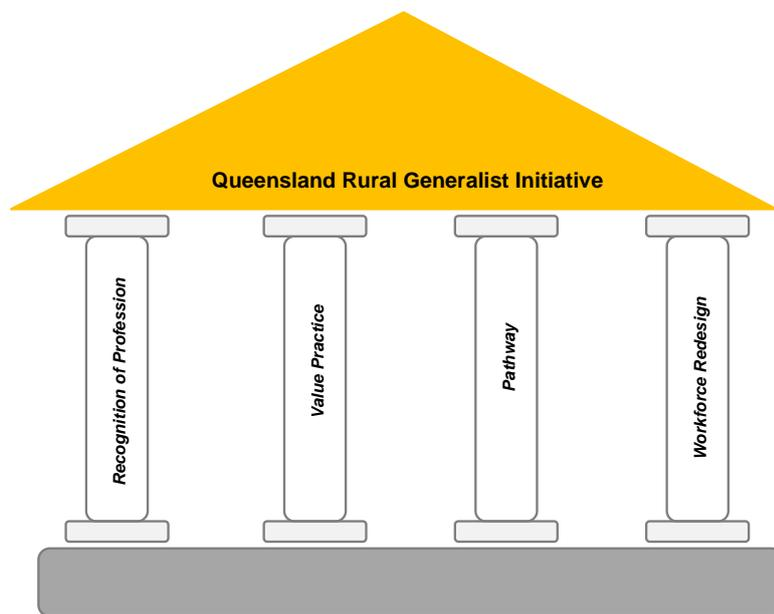 Queensland Rural Generalist Initiative
Recognition of Profession
Value Practice
Pathway
Workforce Redesign